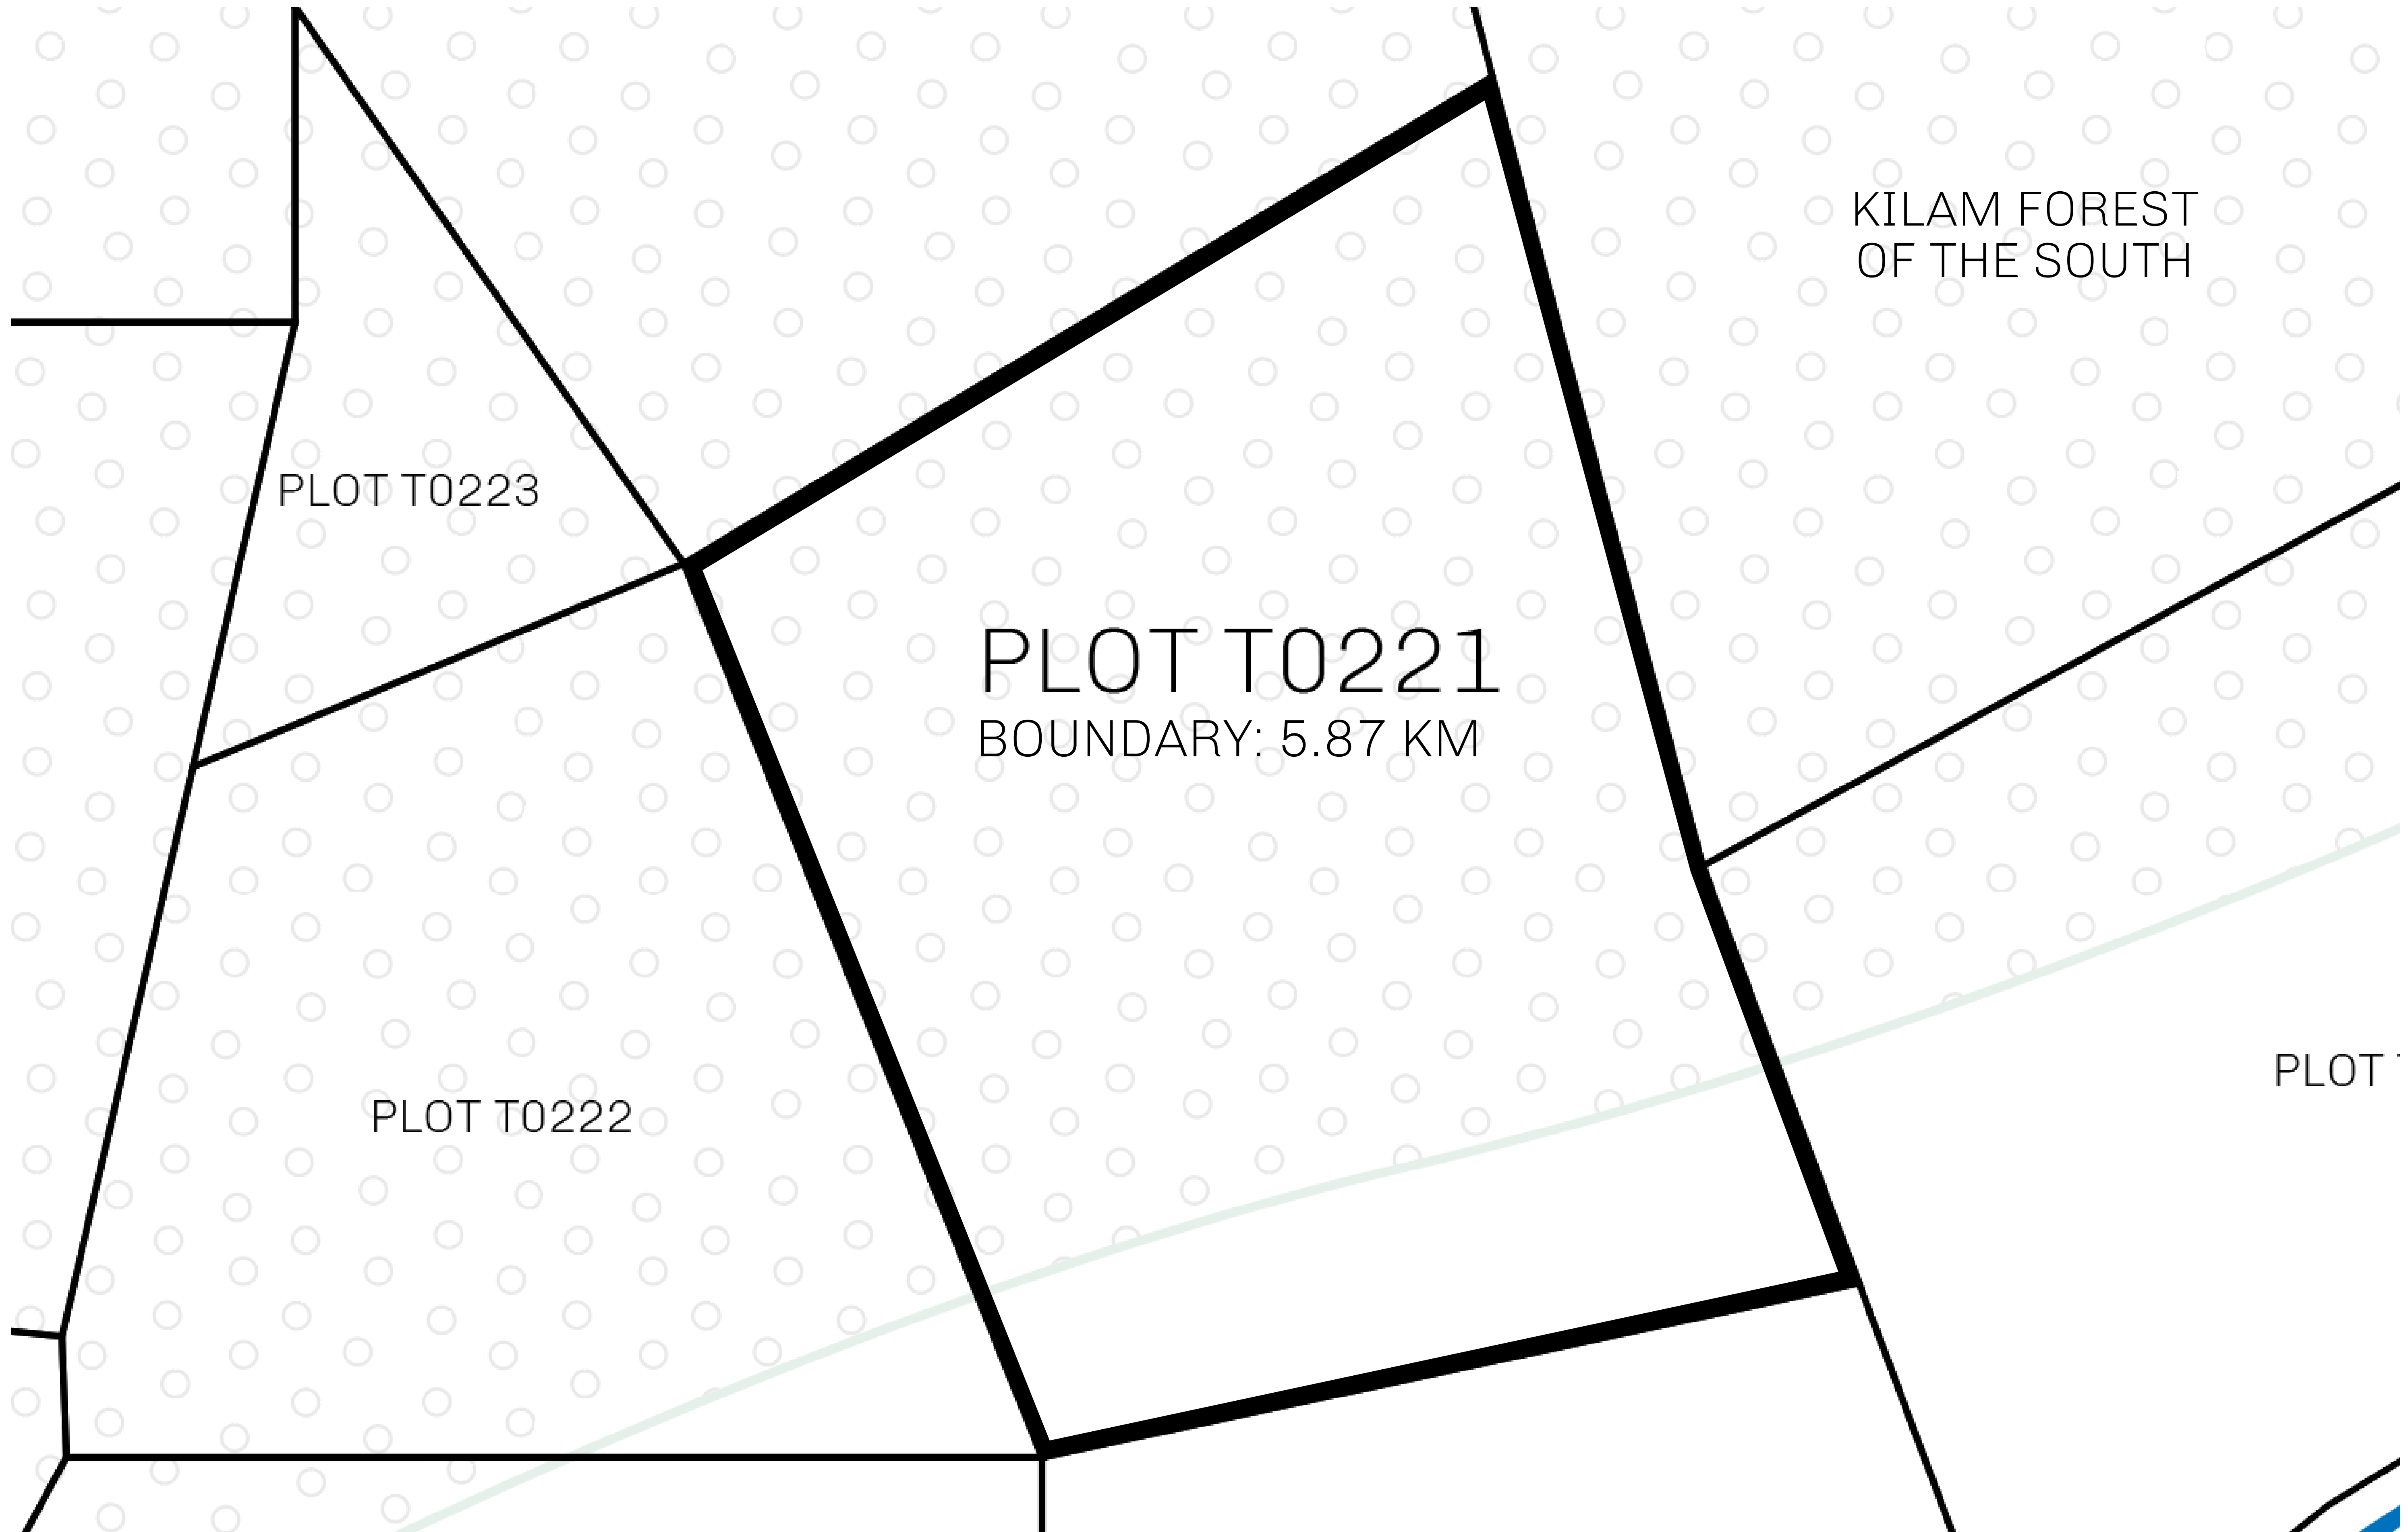 KILAM FOREST
OF THE SOUTH
PLOT T0223
PLOT T0221
BOUNDARY: 5.87 KM
PLOT
PLOT T0222